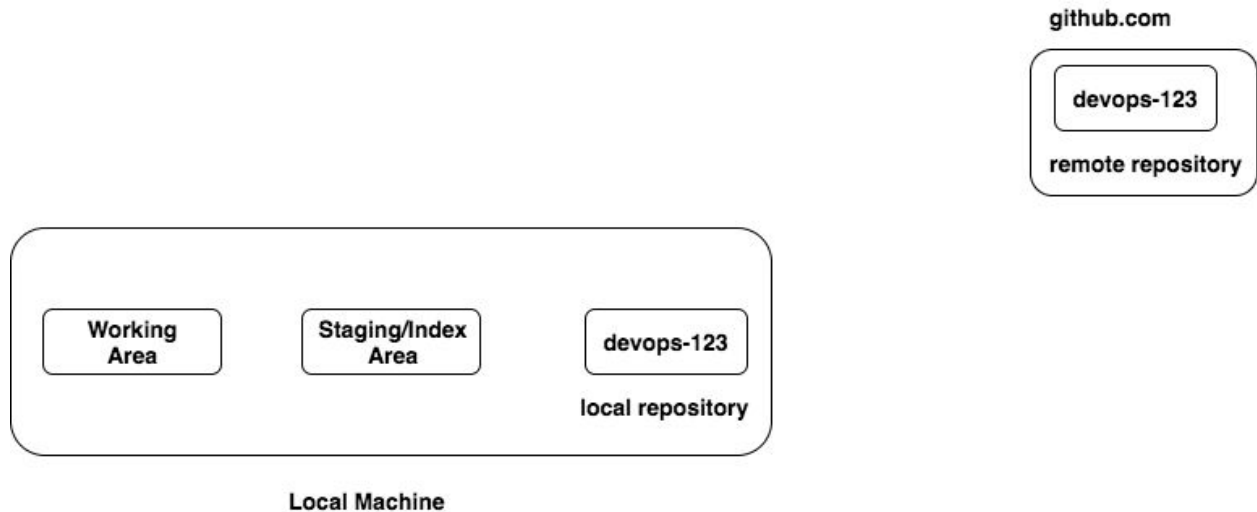 github.com
devops-123
remote repository
Working
Area
Staging/Index
Area
devops-123
local repository
Local Machine